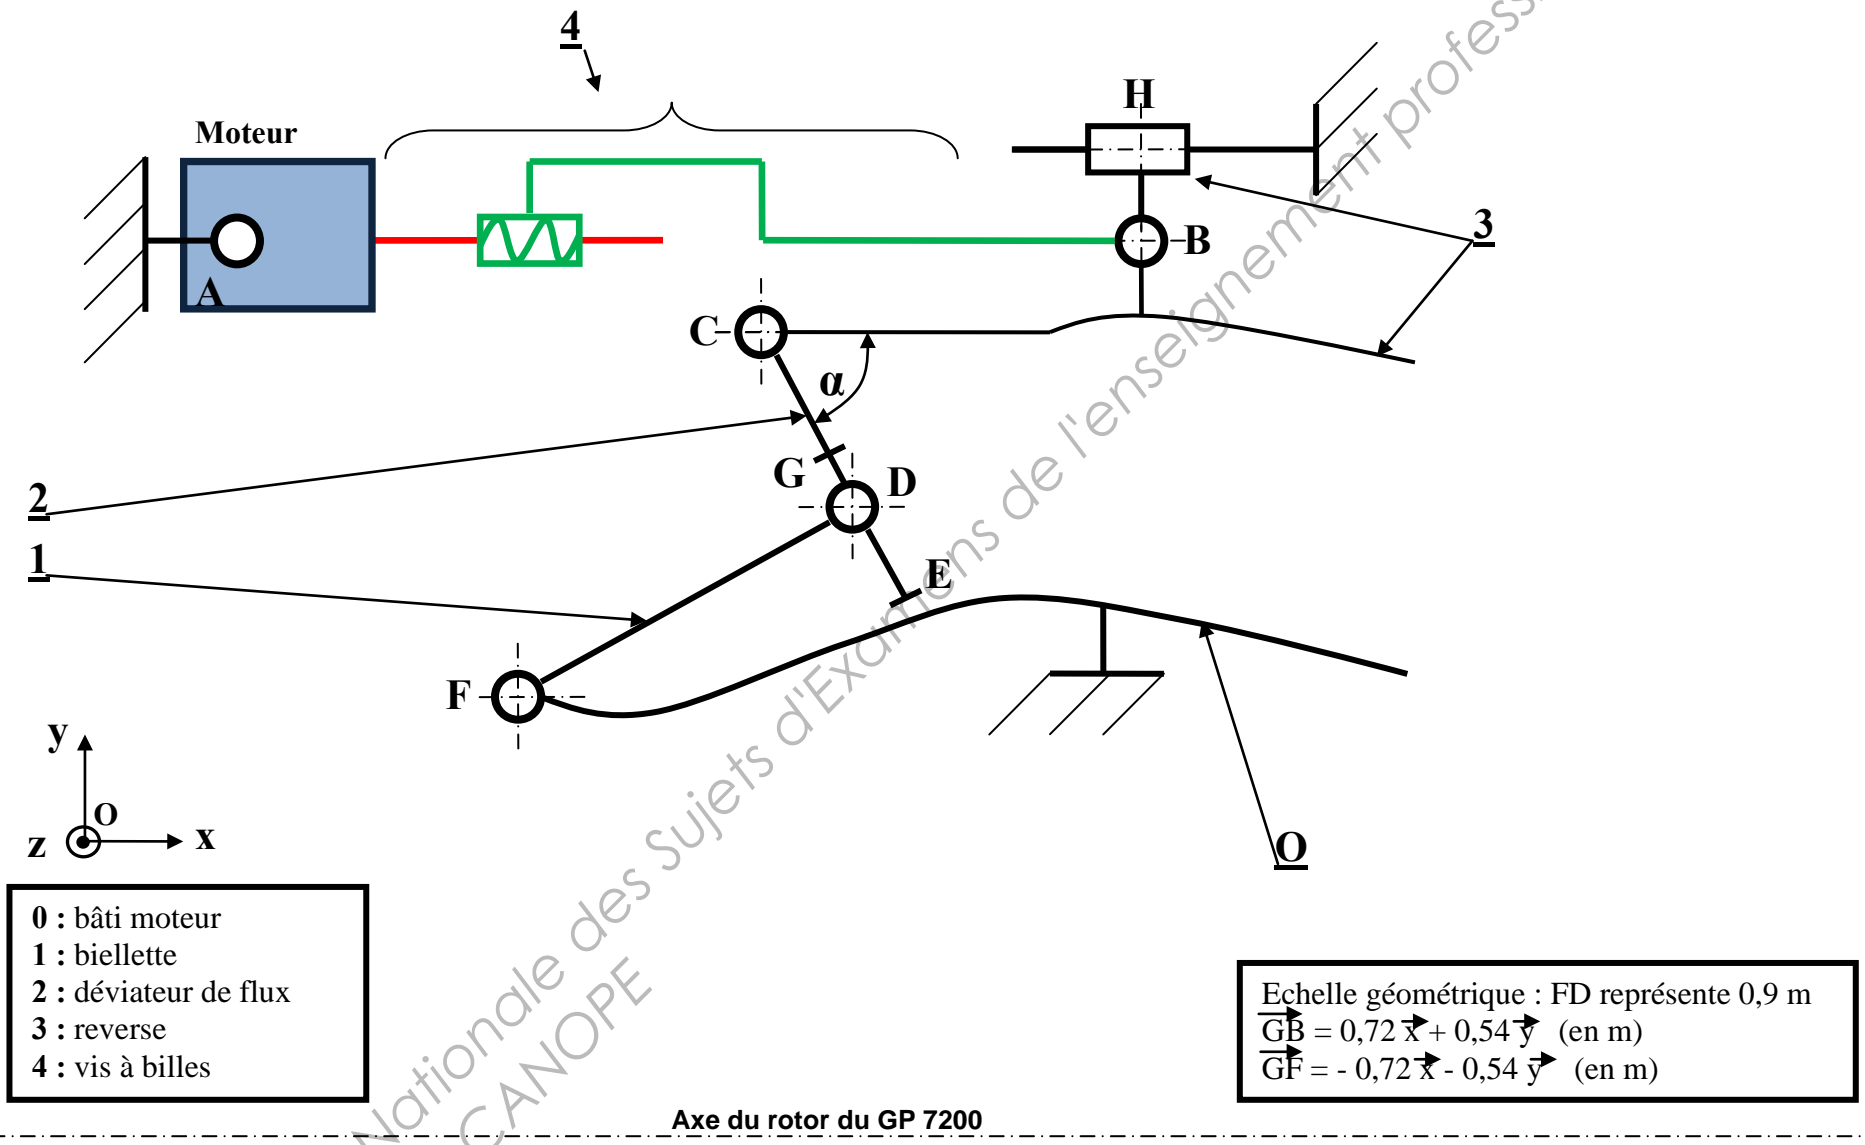 4
H
Moteur
3
B
A
C
α
G
D
2
E
1
F
y
O
x
z
O
0 : bâti moteur
1 : biellette
2 : déviateur de flux
3 : reverse
4 : vis à billes
Echelle géométrique : FD représente 0,9 m
GB = 0,72 x + 0,54 y (en m)
GF = - 0,72 x - 0,54 y (en m)
Axe du rotor du GP 7200
Nationale des Sujets d'Examens de l'enseignement profess
CANOPE